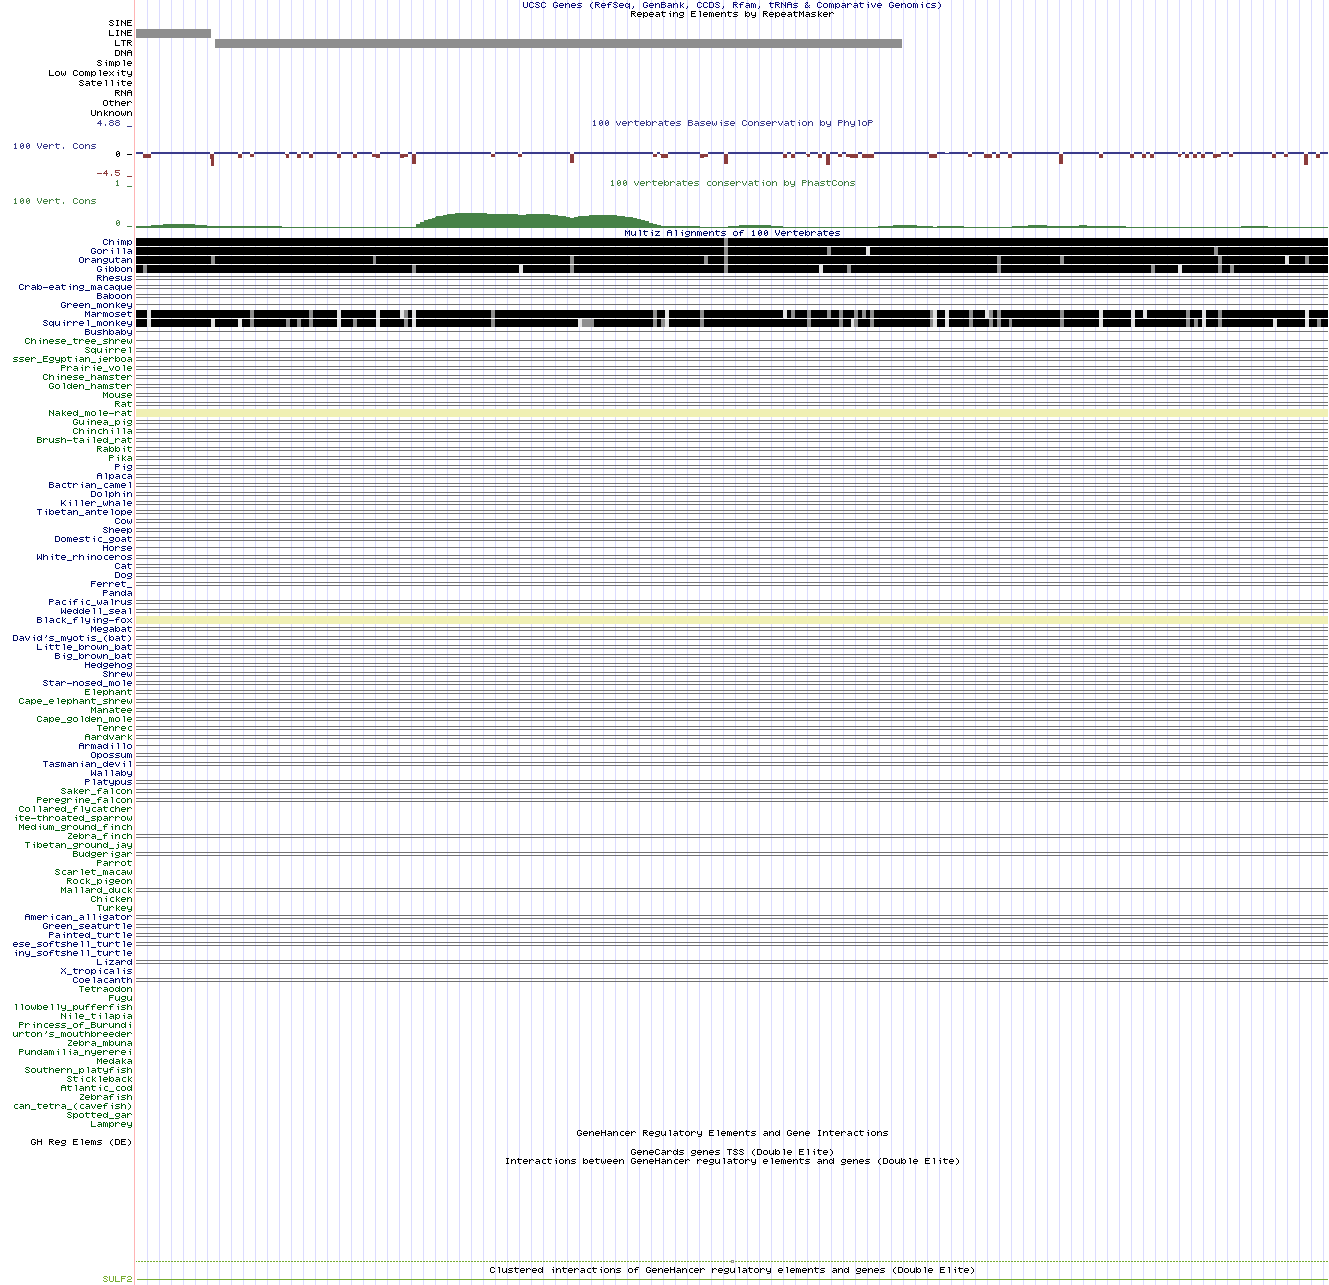 UCSC Genes (RefSeq, GenBank, CCDS, Rfam, tRNAs & Comparative Genomics)
Repeating Elements by RepeatMasker
SINE
LINE
LTR
DNA
Simple
Low Complexity
Satellite
RNA
Other
Unknown
4.88 _
100 vertebrates Basewise Conservation by PhyloP
100 Vert. Cons
0 _
-4.5 _
1 _
100 vertebrates conservation by PhastCons
100 Vert. Cons
0 _
Multiz Alignments of 100 Vertebrates
Chimp
Gorilla
Orangutan
Gibbon
Rhesus
Crab-eating_macaque
Baboon
Green_monkey
Marmoset
Squirrel_monkey
Bushbaby
Chinese_tree_shrew
Squirrel
sser_Egyptian_jerboa
Prairie_vole
Chinese_hamster
Golden_hamster
Mouse
Rat
Naked_mole-rat
Guinea_pig
Chinchilla
Brush-tailed_rat
Rabbit
Pika
Pig
Alpaca
Bactrian_camel
Dolphin
Killer_whale
Tibetan_antelope
Cow
Sheep
Domestic_goat
Horse
White_rhinoceros
Cat
Dog
Ferret_
Panda
Pacific_walrus
Weddell_seal
Black_flying-fox
Megabat
David's_myotis_(bat)
Little_brown_bat
Big_brown_bat
Hedgehog
Shrew
Star-nosed_mole
Elephant
Cape_elephant_shrew
Manatee
Cape_golden_mole
Tenrec
Aardvark
Armadillo
Opossum
Tasmanian_devil
Wallaby
Platypus
Saker_falcon
Peregrine_falcon
Collared_flycatcher
ite-throated_sparrow
Medium_ground_finch
Zebra_finch
Tibetan_ground_jay
Budgerigar
Parrot
Scarlet_macaw
Rock_pigeon
Mallard_duck
Chicken
Turkey
American_alligator
Green_seaturtle
Painted_turtle
ese_softshell_turtle
iny_softshell_turtle
Lizard
X_tropicalis
Coelacanth
Tetraodon
Fugu
llowbelly_pufferfish
Nile_tilapia
Princess_of_Burundi
urton's_mouthbreeder
Zebra_mbuna
Pundamilia_nyererei
Medaka
Southern_platyfish
Stickleback
Atlantic_cod
Zebrafish
can_tetra_(cavefish)
Spotted_gar
Lamprey
GeneHancer Regulatory Elements and Gene Interactions
GH Reg Elems (DE)
GeneCards genes TSS (Double Elite)
Interactions between GeneHancer regulatory elements and genes (Double Elite)
Clustered interactions of GeneHancer regulatory elements and genes (Double Elite)
SULF2